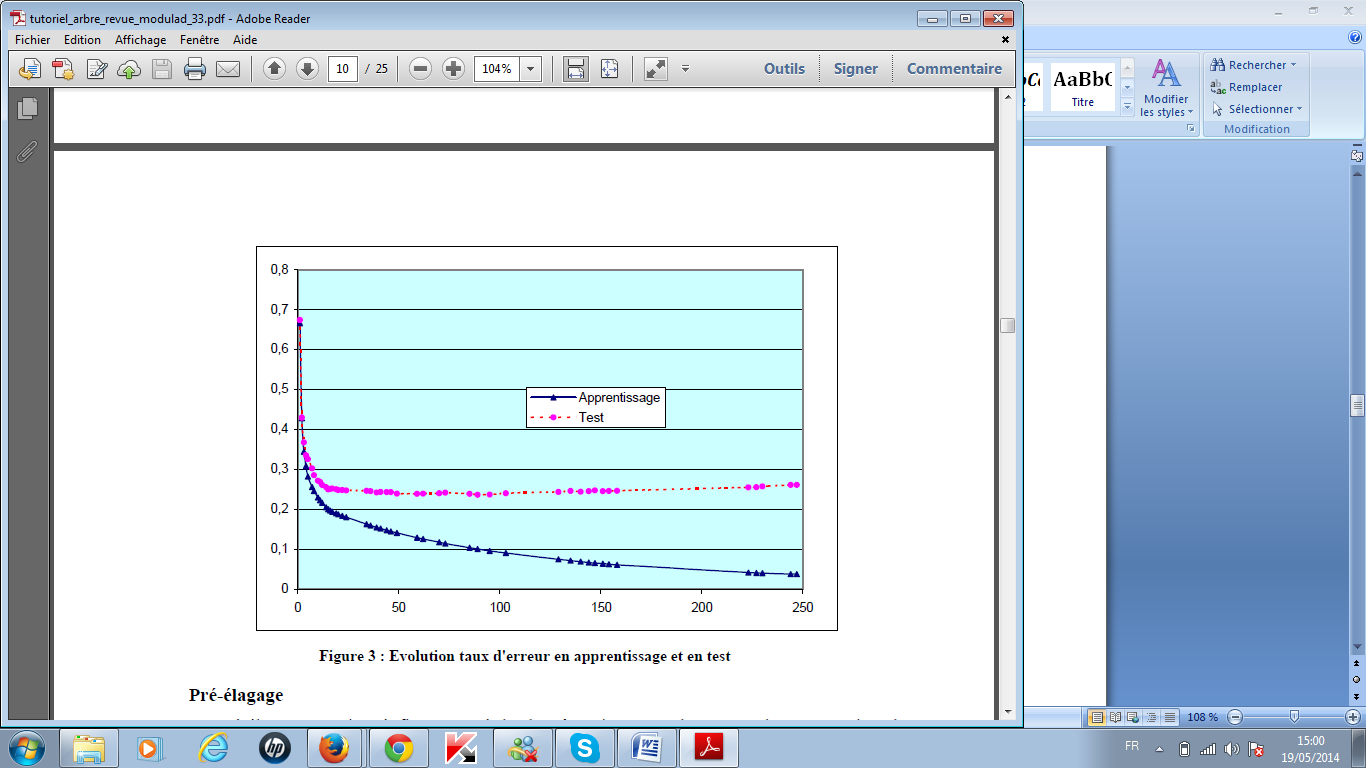 tutoriel_arbre_revue_modulad_33.pdf - Adobe Reader
Fichier Edition Affichage Fenêtre Aide
10 / 25 104% Outils Signer Commentaire
0,8
0,7
0,6
0,5
0,4
0,3
0,2
0,1
0
Apprentissage
Test
0 50 100 150 200 250
Figure 3 : Evolution taux d'erreur en apprentissage et en test
Pré-élagage
AaBb(
Titre
Modifier
les styles
Rechercher
Remplacer
Sélectionner
Modification
108 %
hp
FR
15:00
19/05/2014